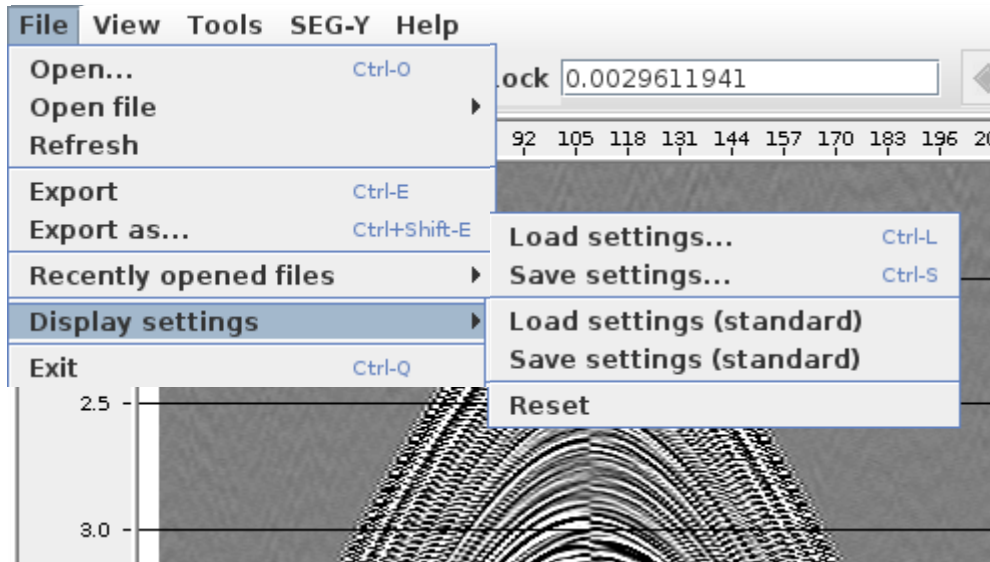 File View Tools SEG-Y Help
Open... Ctrl-O
ock 0.0029611941
Open file
Refresh
92 105 118 131 144 157 170 183 196 20
Export Ctrl-E
Export as... Ctrl+Shift-E
Load settings... Ctrl-L
Recently opened files
Save settings... Ctrl-S
Display settings
Load settings (standard)
Save settings (standard)
Exit Ctrl-Q
2.5
Reset
3.0